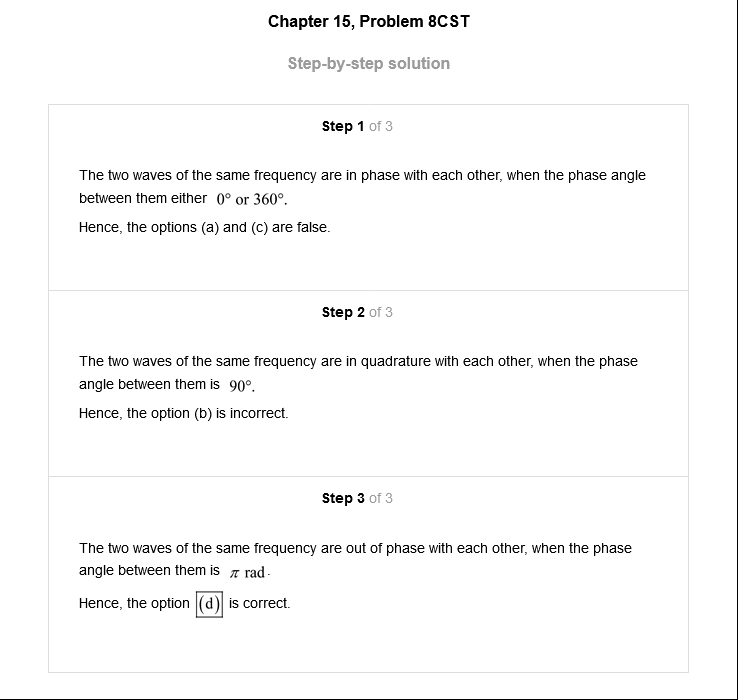 Chapter 15, Problem 8CST
Step-by-step solution
Step 1 of 3
The two waves of the same frequency are in phase with each other, when the phase angle
between them either 0° or 360°.
Hence, the options (a) and (c) are false.
Step 2 of 3
The two waves of the same frequency are in quadrature with each other, when the phase
angle between them is 90°.
Hence, the option (b) is incorrect.
Step 3 of 3
The two waves of the same frequency are out of phase with each other, when the phase
angle between them is π rad.
Hence, the option (d) is correct.